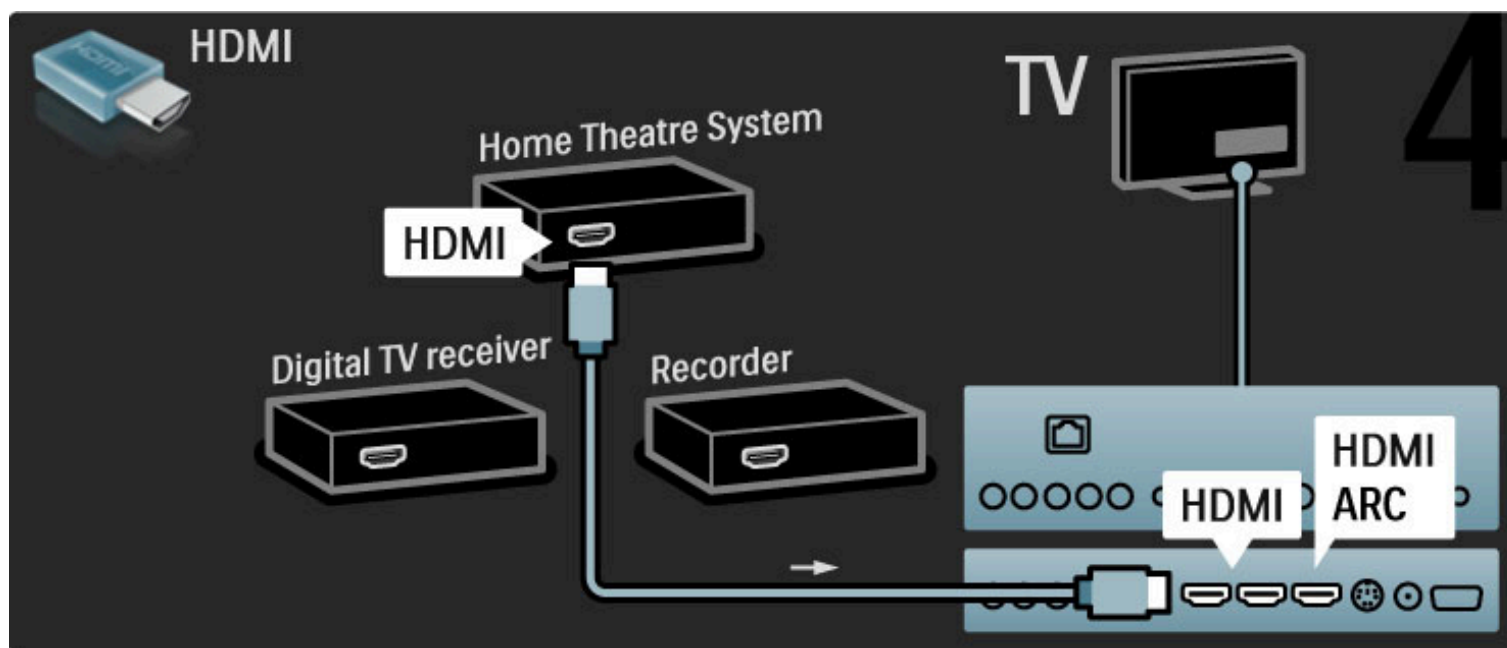 HDMI
TV
4
Home Theatre System
HDMI
Digital TV receiver
Recorder
HDMI
HDMI
ARC